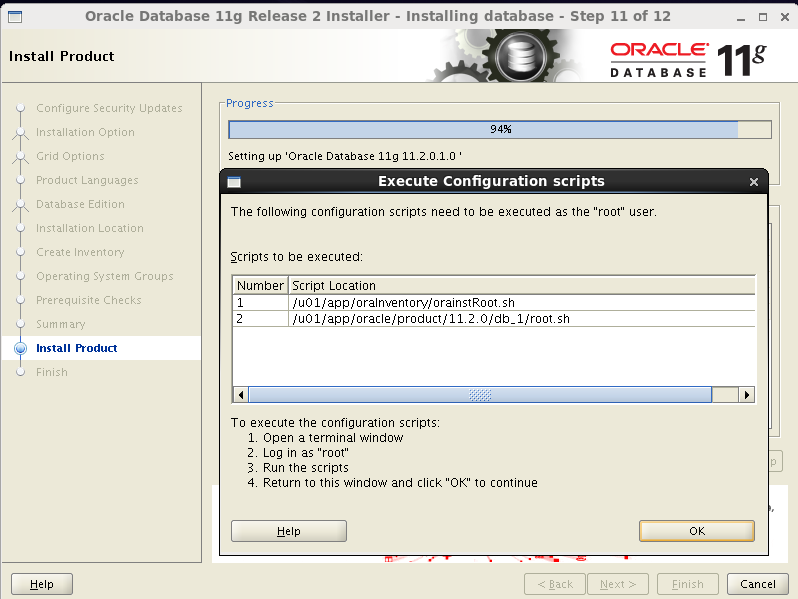 Oracle Database 11g Release 2 Installer - Installing database - Step 11 of 12
Install Product
ORACLE
DATABASE
11g
Configure Security Updates
Installation Option
Grid Options
Product Languages
Database Edition
Installation Location
Create Inventory
Operating System Groups
Prerequisite Checks
Summary
Install Product
Finish
Progress
94%
Setting up 'Oracle Database 11g 11.2.0.1.0 '
Execute Configuration scripts
The following configuration scripts need to be executed as the "root" user.
Scripts to be executed:
Number Script Location
1 /u01/app/oraInventory/orainstRoot.sh
2 /u01/app/oracle/product/11.2.0/db_1/root.sh
To execute the configuration scripts:
1. Open a terminal window
2. Log in as "root"
3. Run the scripts
4. Return to this window and click "OK" to continue
Help
OK
Help
< Back
Next >
Finish
Cancel